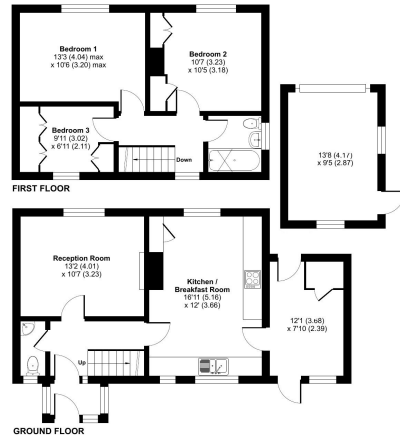 Bedroom 1
13'3 (4.04) max
x 10'6 (3.20) max
Bedroom 2
10'7 (3.23)
x 10'5 (3.18)
Bedroom 3
9'11 (3.02)
x 6'11 (2.11)
Down
FIRST FLOOR
13'8 (4.17)
x 9'5 (2.87)
Reception Room
13'2 (4.01)
x 10'7 (3.23)
Kitchen /
Breakfast Room
16'11 (5.16)
x 12' (3.66)
12'1 (3.68)
x 7'10 (2.39)
Up
GROUND FLOOR